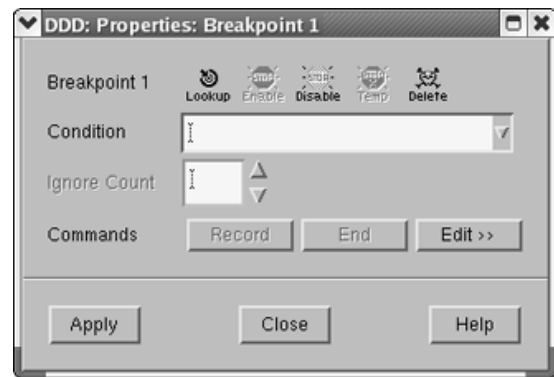 DDD: Properties: Breakpoint 1
Breakpoint 1
Lookup Enable Disable Temp Delete
Condition
Ignore Count
Commands Record End Edit >>
Apply Close Help